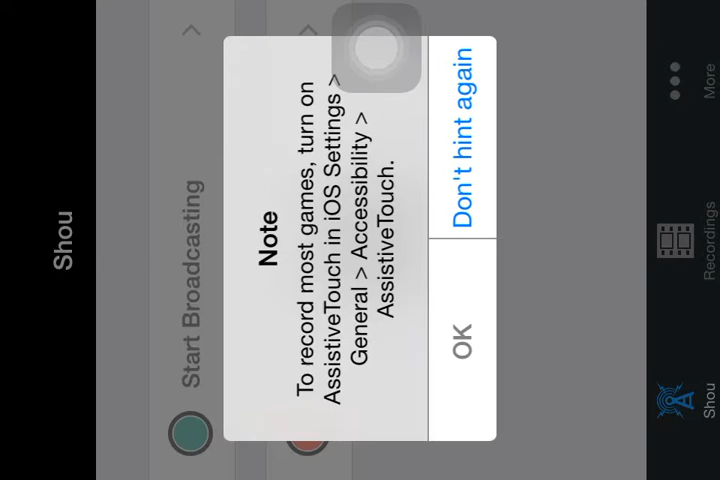 Shou
Start Broadcasting
Note
To record most games, turn on
AssistiveTouch in iOS Settings >
General > Accessibility >
AssistiveTouch.
OK
Don't hint again
Shou
Recordings
More